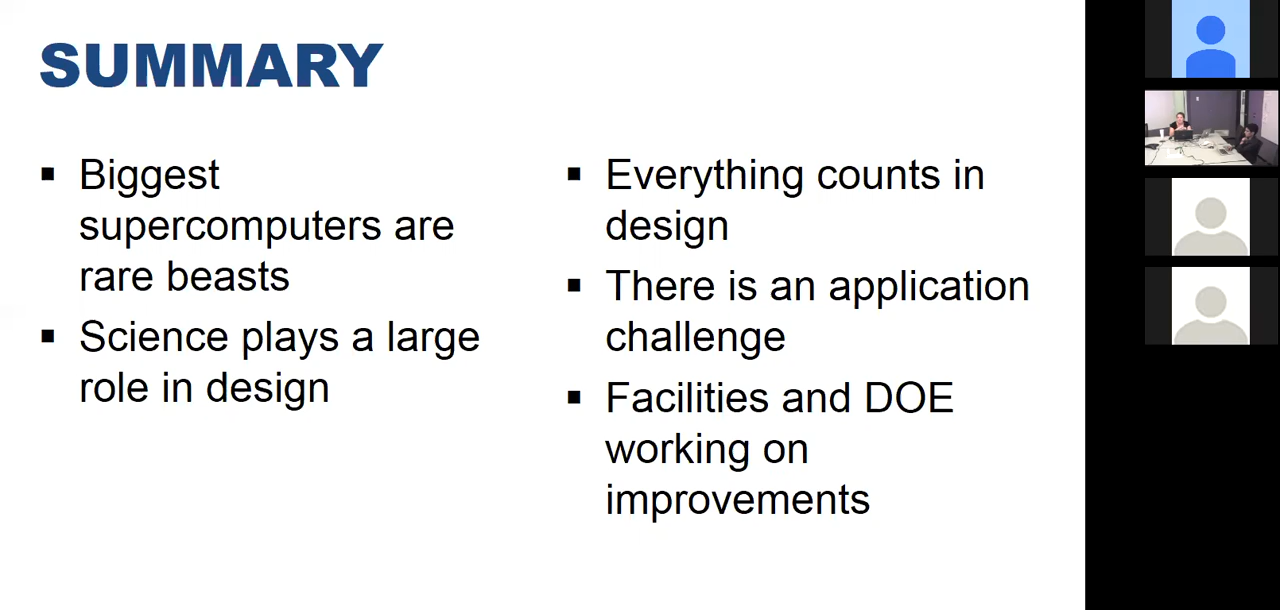 SUMMARY
▪ Biggest
supercomputers are
rare beasts
▪ Science plays a large
role in design
▪ Everything counts in
design
▪ There is an application
challenge
▪ Facilities and DOE
working on
improvements